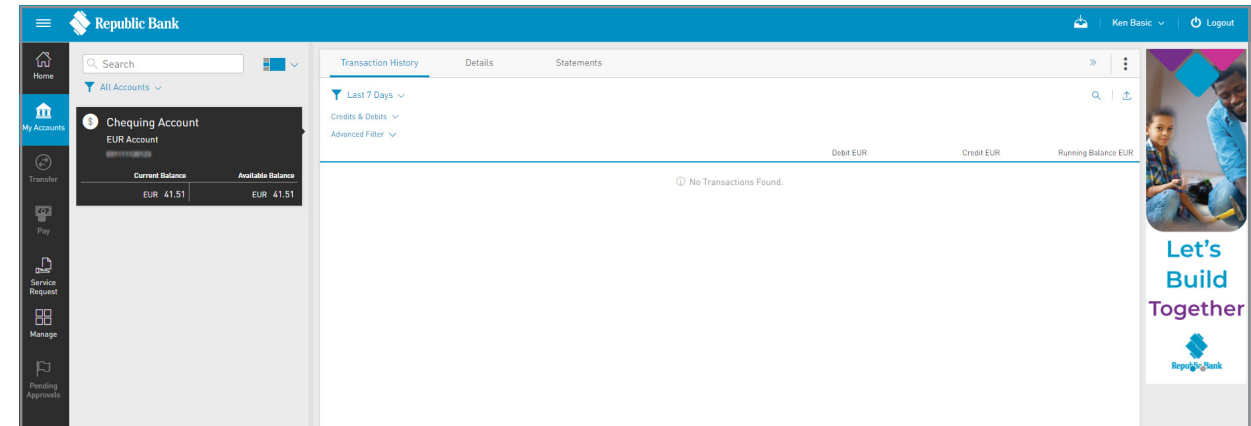 Republic Bank
Ken Basic
Logout
Home
My Accounts
Transfer
Pay
Service
Request
Manage
Pending
Approvals
Search
All Accounts
$ Chequing Account
EUR Account
Current Balance Available Balance
EUR 41.51 EUR 41.51
Transaction History Details Statements
Last 7 Days
Credits & Debits
Advanced Filter
Debit EUR Credit EUR Running Balance EUR
No Transactions Found.
Let's
Build
Together
Republic Bank